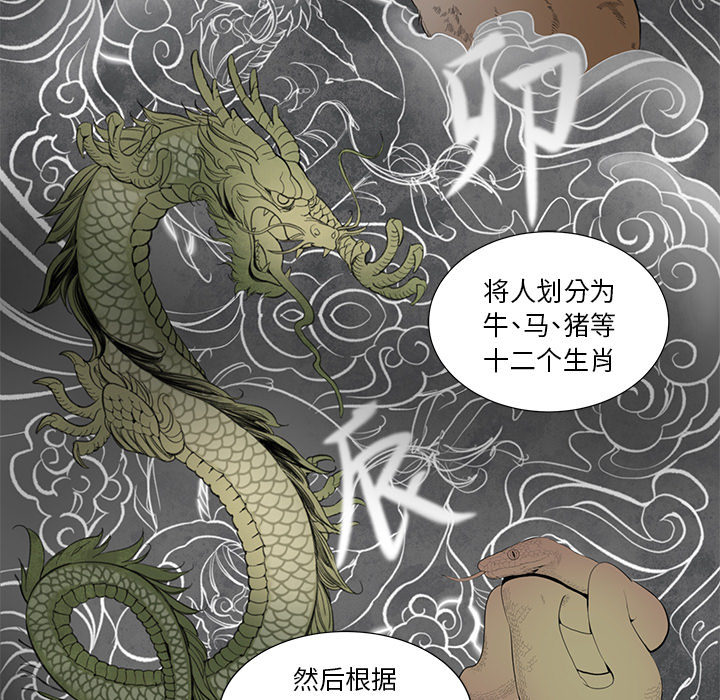 卯
将人划分为
牛、马、猪等
十二个生肖
辰
然后根据